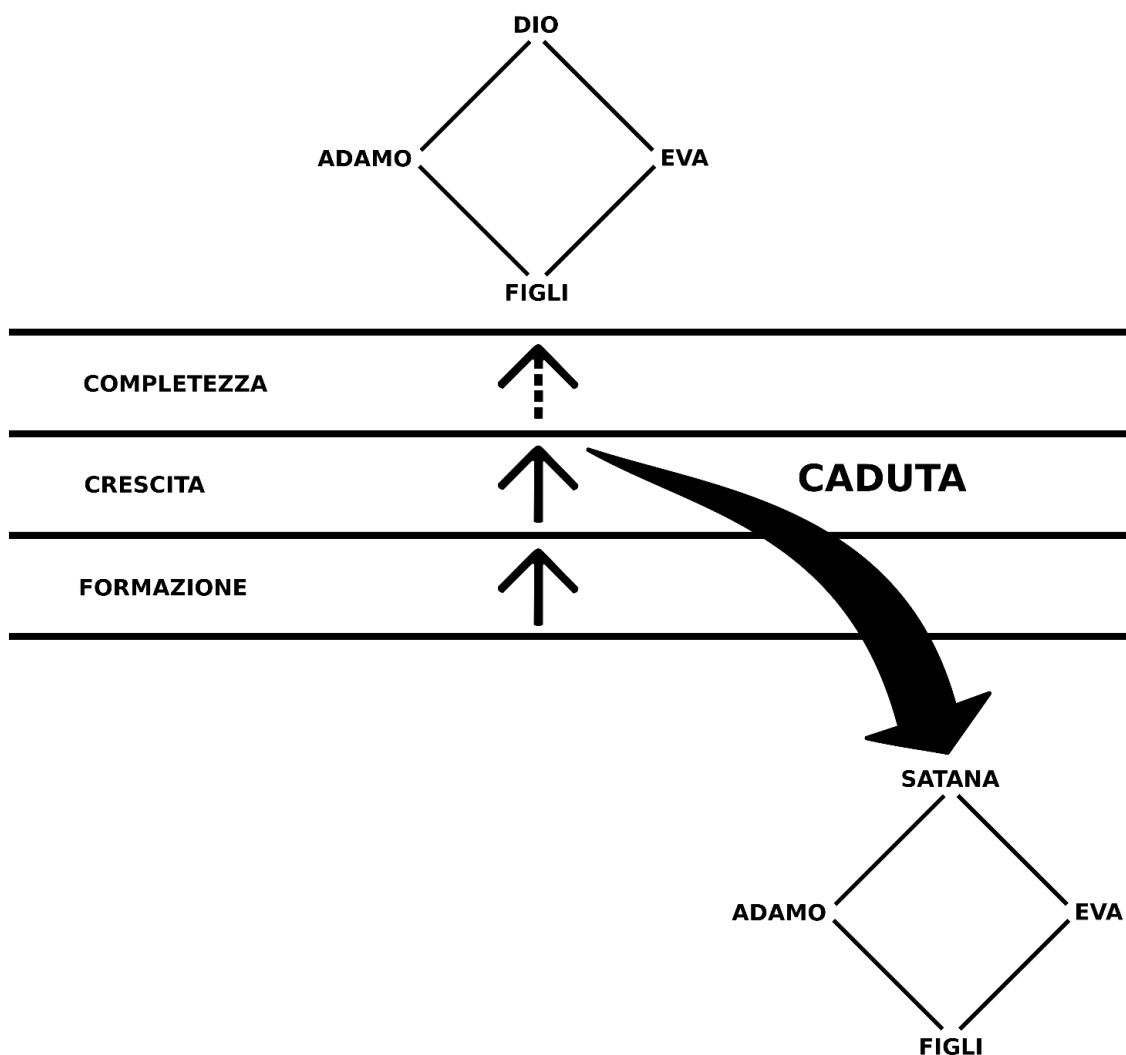 DIO
ADAMO
EVA
FIGLI
COMPLETEZZA
CRESCITA
CADUTA
FORMAZIONE
SATANA
ADAMO
EVA
FIGLI